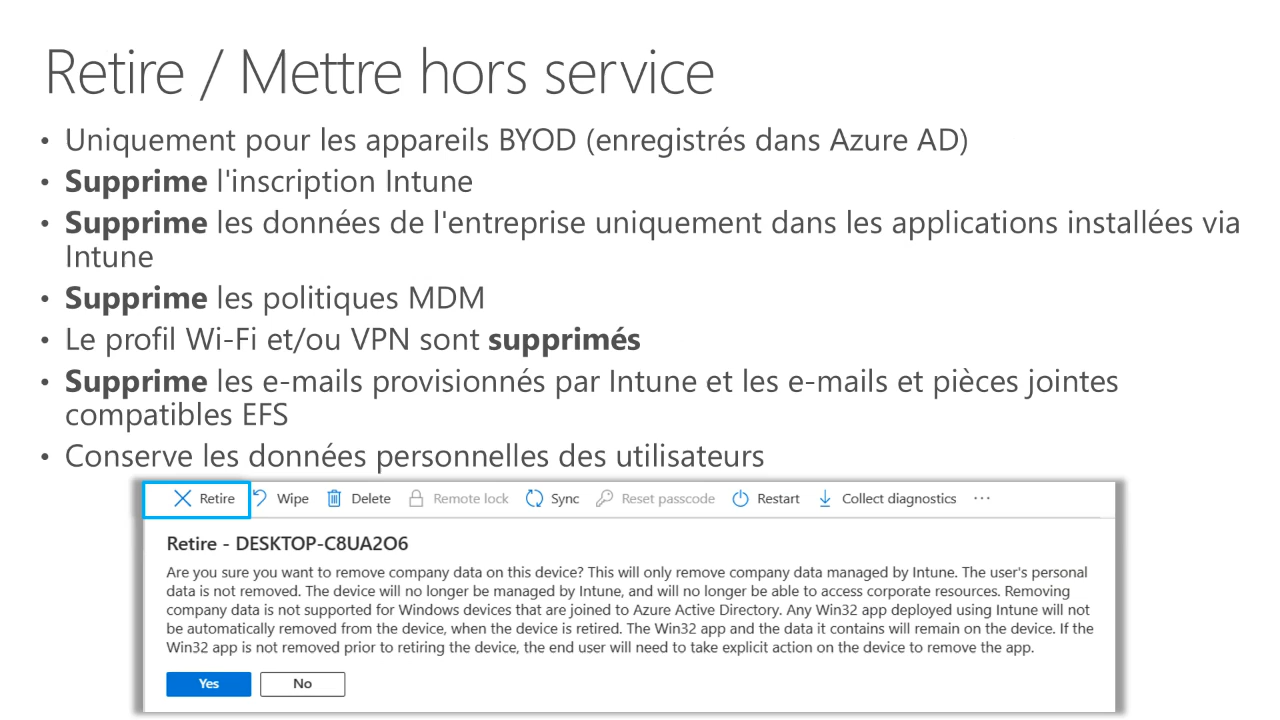 Retire / Mettre hors service
• Uniquement pour les appareils BYOD (enregistrés dans Azure AD)
• Supprime l'inscription Intune
• Supprime les données de l'entreprise uniquement dans les applications installées via
Intune
• Supprime les politiques MDM
• Le profil Wi-Fi et/ou VPN sont supprimés
• Supprime les e-mails provisionnés par Intune et les e-mails et pièces jointes
compatibles EFS
• Conserve les données personnelles des utilisateurs
Retire Wipe Delete Remote lock Sync Reset passcode Restart Collect diagnostics ...
Retire - DESKTOP-C8UA2O6
Are you sure you want to remove company data on this device? This will only remove company data managed by Intune. The user's personal
data is not removed. The device will no longer be managed by Intune, and will no longer be able to access corporate resources. Removing
company data is not supported for Windows devices that are joined to Azure Active Directory. Any Win32 app deployed using Intune will not
be automatically removed from the device, when the device is retired. The Win32 app and the data it contains will remain on the device. If the
Win32 app is not removed prior to retiring the device, the end user will need to take explicit action on the device to remove the app.
Yes No